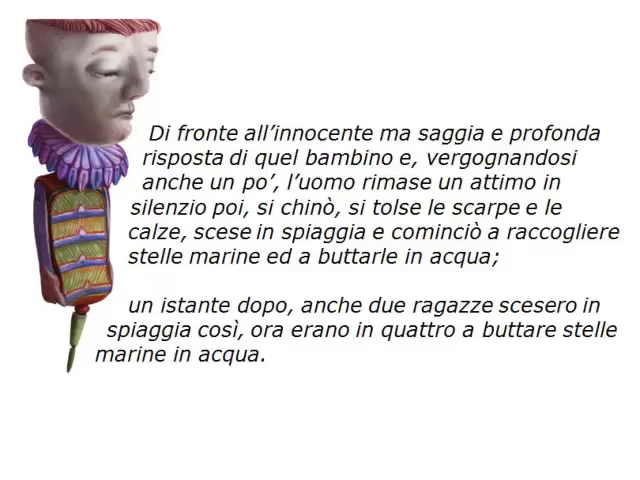 Di fronte all’innocente ma saggia e profonda
risposta di quel bambino e, vergognandosi
anche un po’, l’uomo rimase un attimo in
silenzio poi, si chinò, si tolse le scarpe e le
calze, scese in spiaggia e cominciò a raccogliere
stelle marine ed a buttarle in acqua;
un istante dopo, anche due ragazze scesero in
spiaggia così, ora erano in quattro a buttare stelle
marine in acqua.